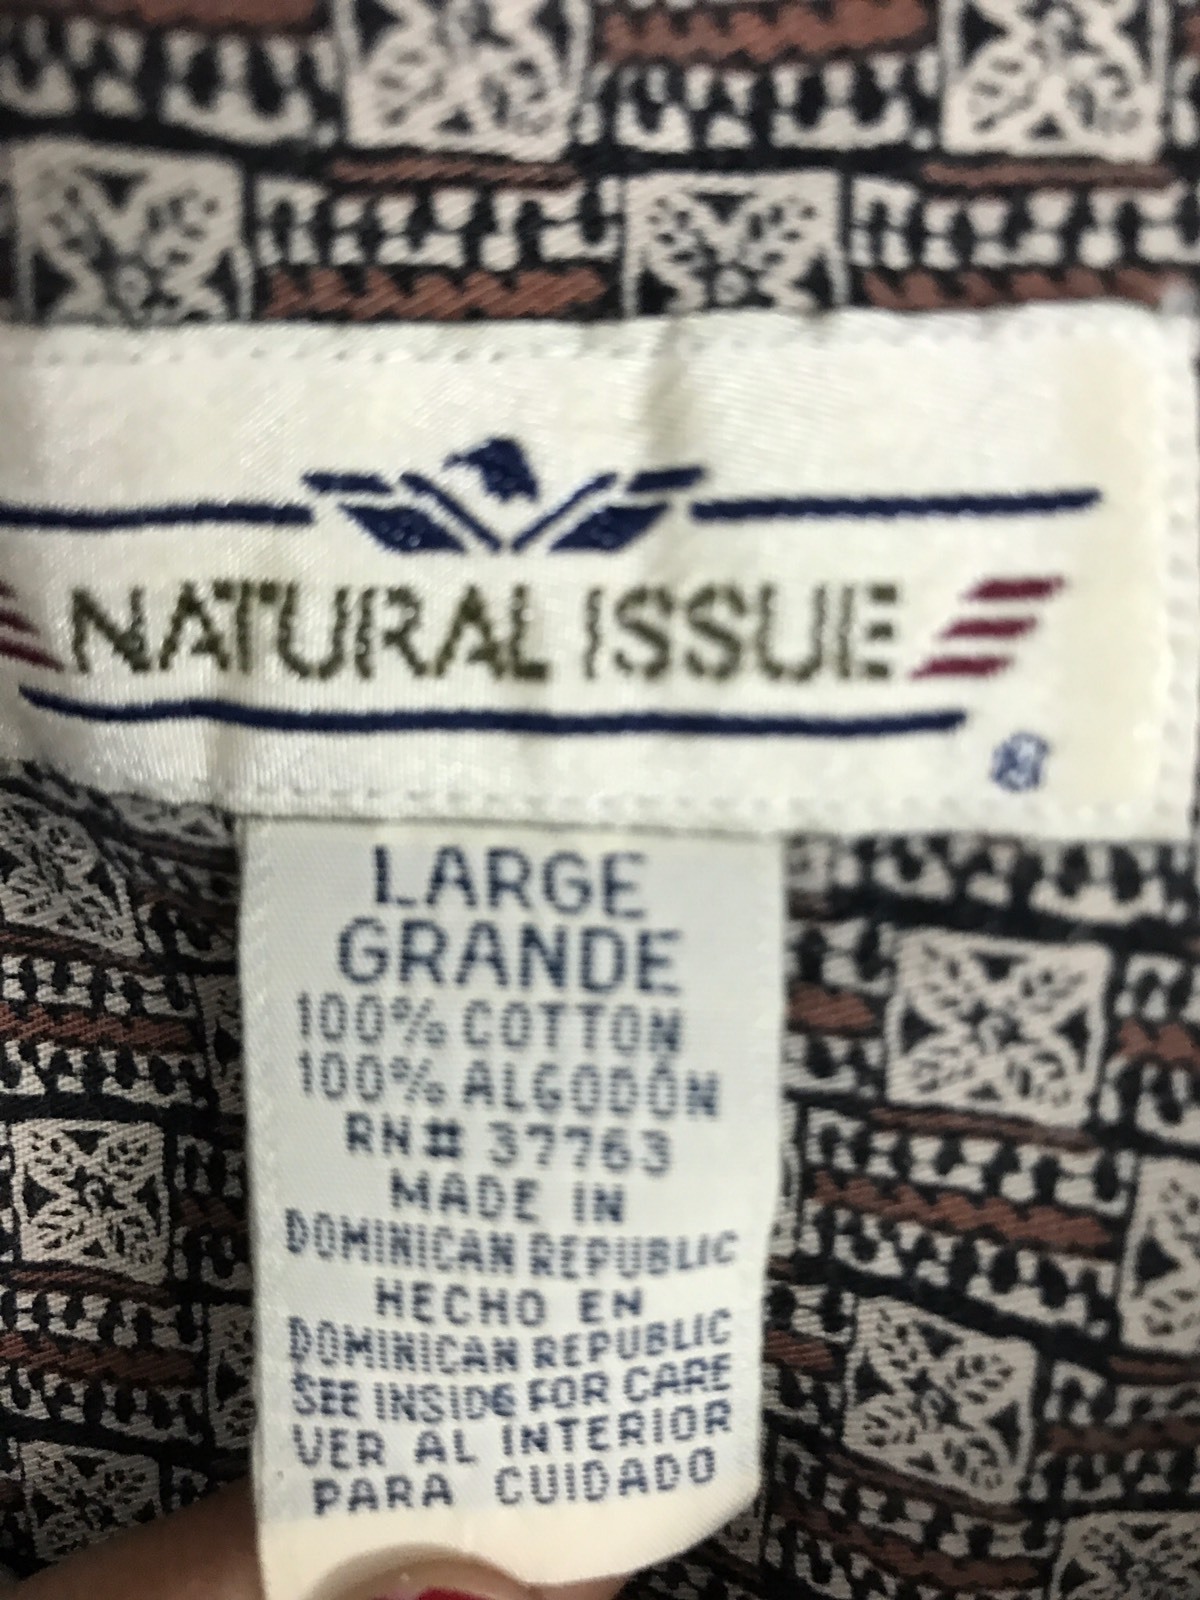 NATURAL ISSUE
®
LARGE
GRANDE
100% COTTON
100% ALGODÓN
RN# 37763
MADE IN
DOMINICAN REPUBLIC
HECHO EN
DOMINICAN REPUBLIC
SEE INSIDE FOR CARE
VER AL INTERIOR
PARA CUIDADO